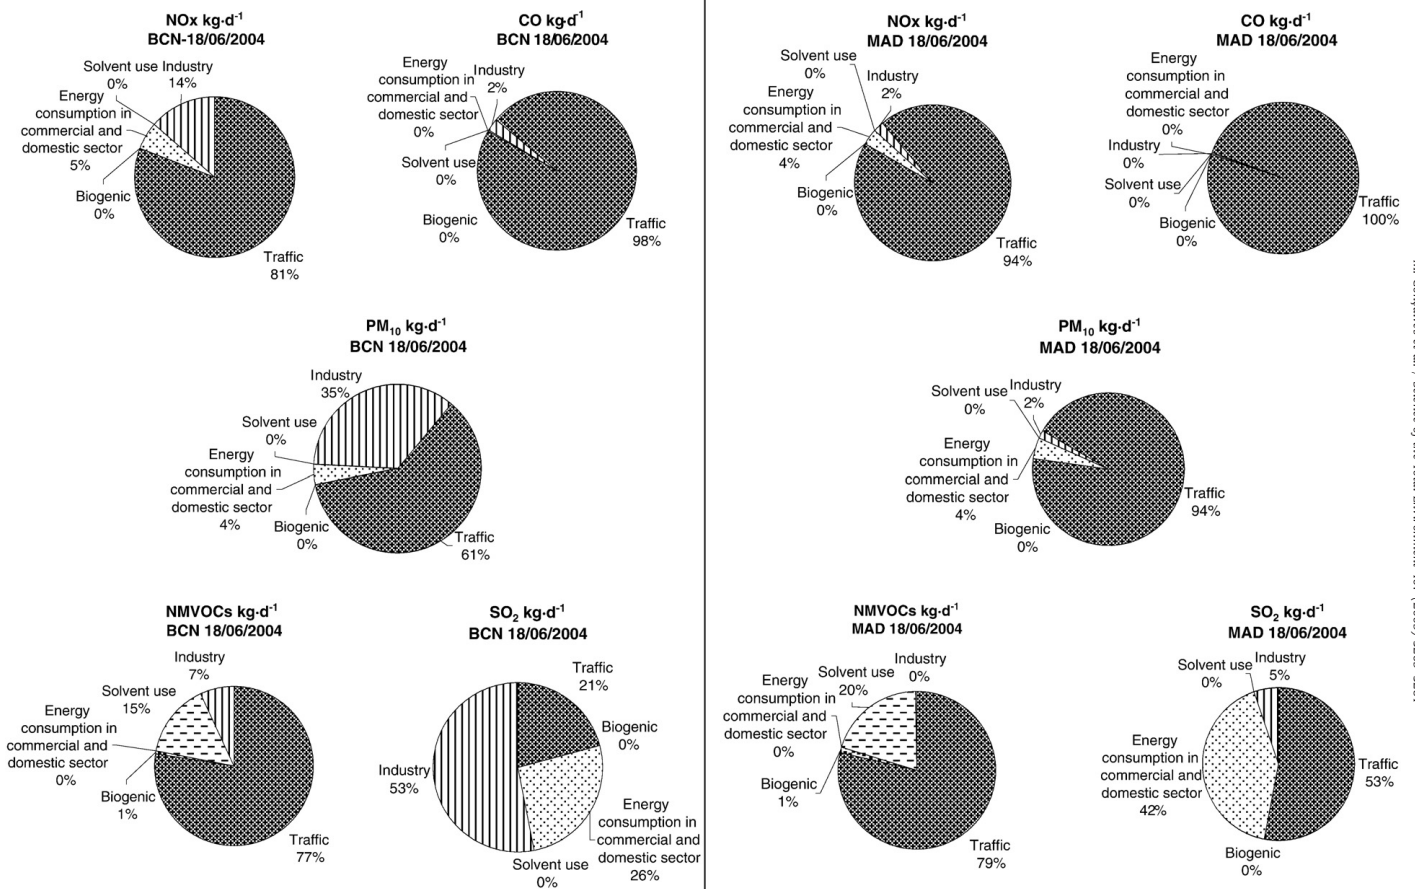 NOx kg·d-1
BCN-18/06/2004
Solvent use
0%
Industry
14%
Energy
consumption in
commercial and
domestic sector
5%
Biogenic
0%
Traffic
81%
CO kg·d-1
BCN 18/06/2004
Energy
consumption in
commercial and
domestic sector
0%
Industry
2%
Solvent use
0%
Biogenic
0%
Traffic
98%
PM10 kg·d-1
BCN 18/06/2004
Industry
35%
Solvent use
0%
Energy
consumption in
commercial and
domestic sector
4%
Biogenic
0%
Traffic
61%
NMVOCs kg·d-1
BCN 18/06/2004
Industry
7%
Solvent use
15%
Energy
consumption in
commercial and
domestic sector
0%
Biogenic
1%
Traffic
77%
SO2 kg·d-1
BCN 18/06/2004
Traffic
21%
Biogenic
0%
Industry
53%
Energy
consumption in
commercial and
domestic sector
26%
Solvent use
0%
NOx kg·d-1
MAD 18/06/2004
Solvent use
0%
Industry
2%
Energy
consumption in
commercial and
domestic sector
4%
Biogenic
0%
Traffic
94%
CO kg·d-1
MAD 18/06/2004
Energy
consumption in
commercial and
domestic sector
0%
Industry
0%
Solvent use
0%
Biogenic
0%
Traffic
100%
PM10 kg·d-1
MAD 18/06/2004
Solvent use
0%
Industry
2%
Energy
consumption in
commercial and
domestic sector
4%
Biogenic
0%
Traffic
94%
NMVOCs kg·d-1
MAD 18/06/2004
Industry
0%
Solvent use
20%
Energy
consumption in
commercial and
domestic sector
0%
Biogenic
1%
Traffic
79%
SO2 kg·d-1
MAD 18/06/2004
Solvent use
0%
Industry
5%
Energy
consumption in
commercial and
domestic sector
42%
Traffic
53%
Biogenic
0%